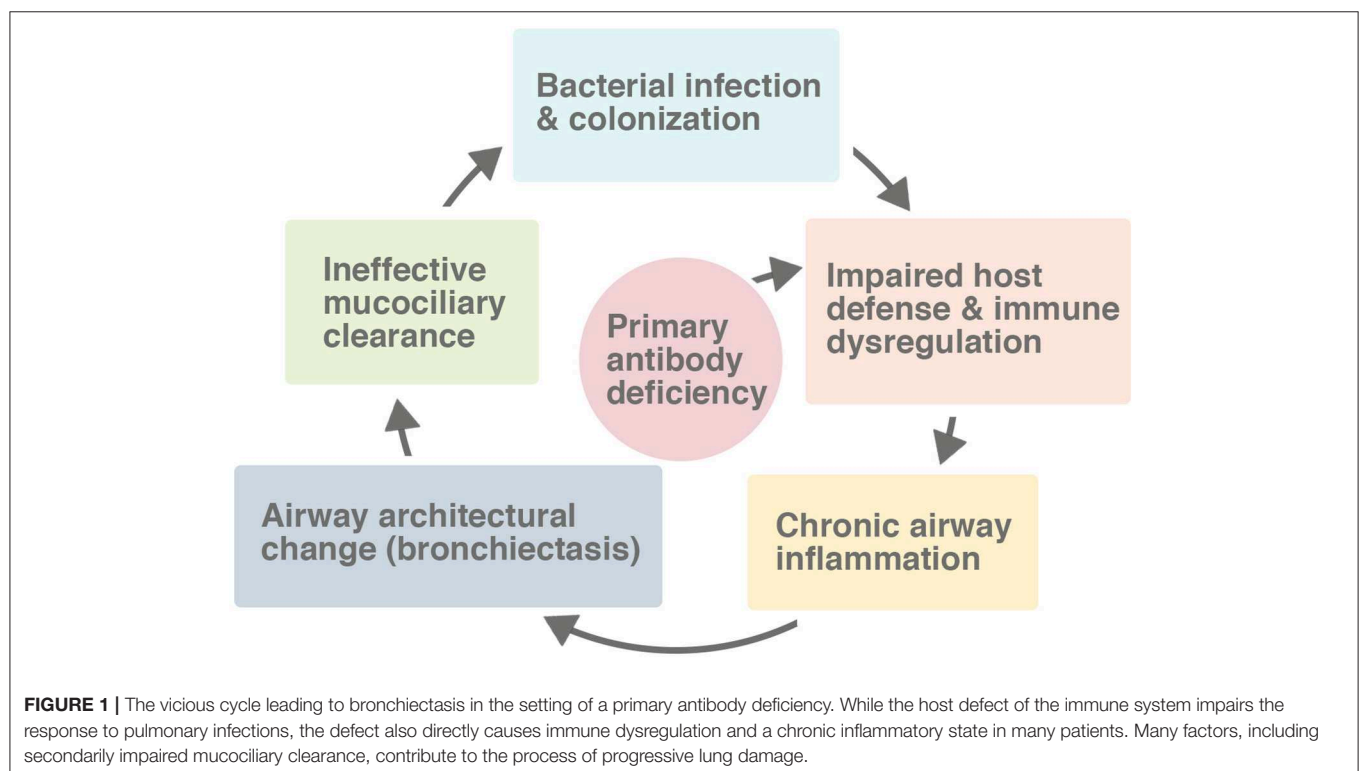 Bacterial infection
& colonization
Ineffective
mucociliary
clearance
Impaired host
defense & immune
dysregulation
Primary
antibody
deficiency
Airway architectural
change (bronchiectasis)
Chronic airway
inflammation
FIGURE 1 | The vicious cycle leading to bronchiectasis in the setting of a primary antibody deficiency. While the host defect of the immune system impairs the
response to pulmonary infections, the defect also directly causes immune dysregulation and a chronic inflammatory state in many patients. Many factors, including
secondarily impaired mucociliary clearance, contribute to the process of progressive lung damage.